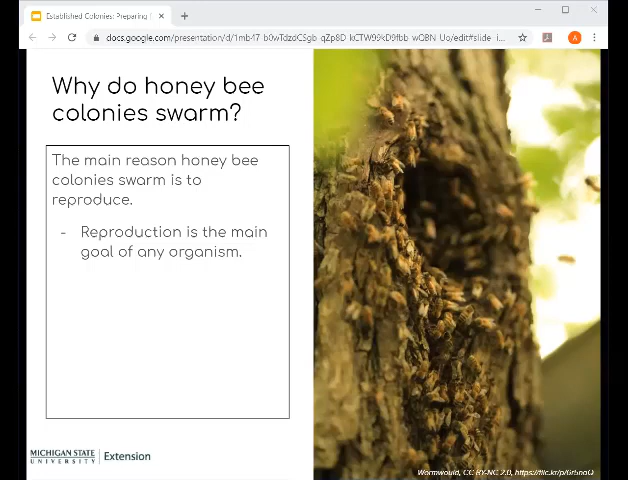 Established Colonies: Preparing
docs.google.com/presentation/d/
Why do honey bee
colonies swarm?
The main reason honey bee
colonies swarm is to
reproduce.
- Reproduction is the main
goal of any organism.
MICHIGAN STATE
UNIVERSITY
Extension
Wormwould, CC BY-NC 2.0,
A